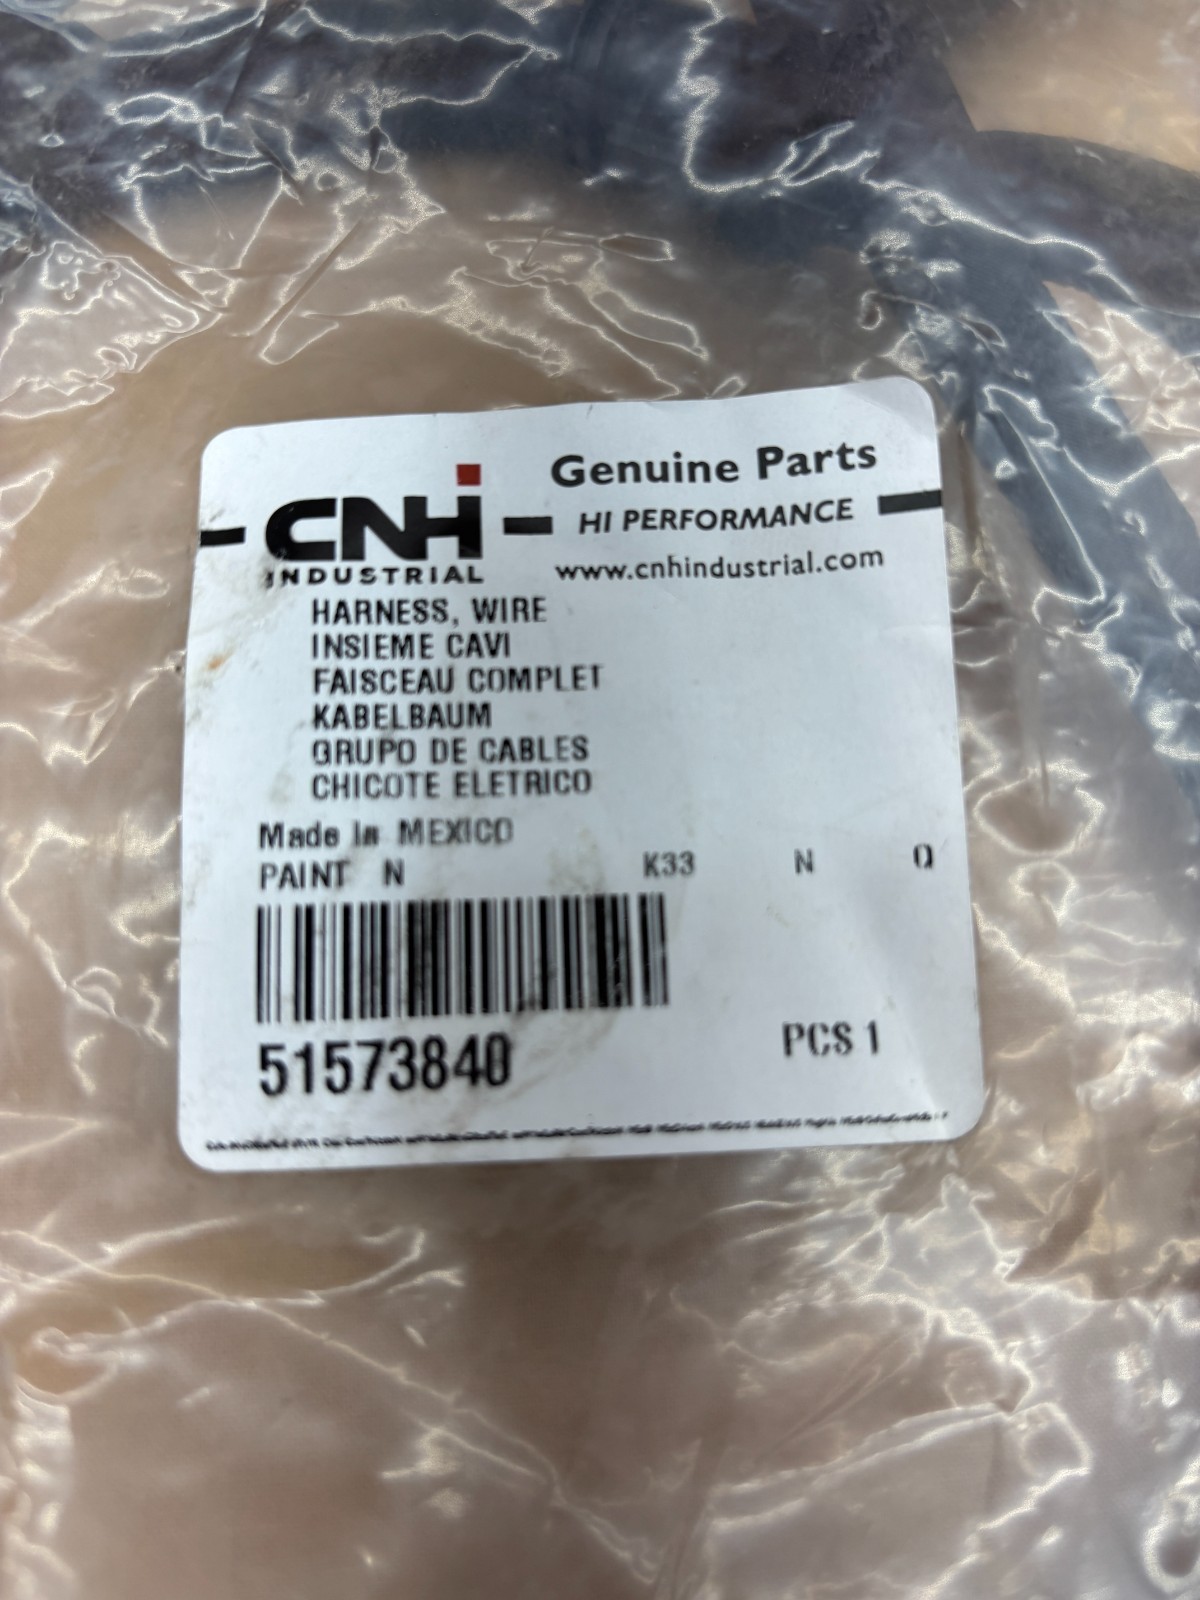 CNH
INDUSTRIAL
Genuine Parts
HI PERFORMANCE
www.cnhindustrial.com
HARNESS, WIRE
INSIEME CAVI
FAISCEAU COMPLET
KABELBAUM
GRUPO DE CABLES
CHICOTE ELETRICO
Made In MEXICO
PAINT N K33 N Q
51573840
PCS 1